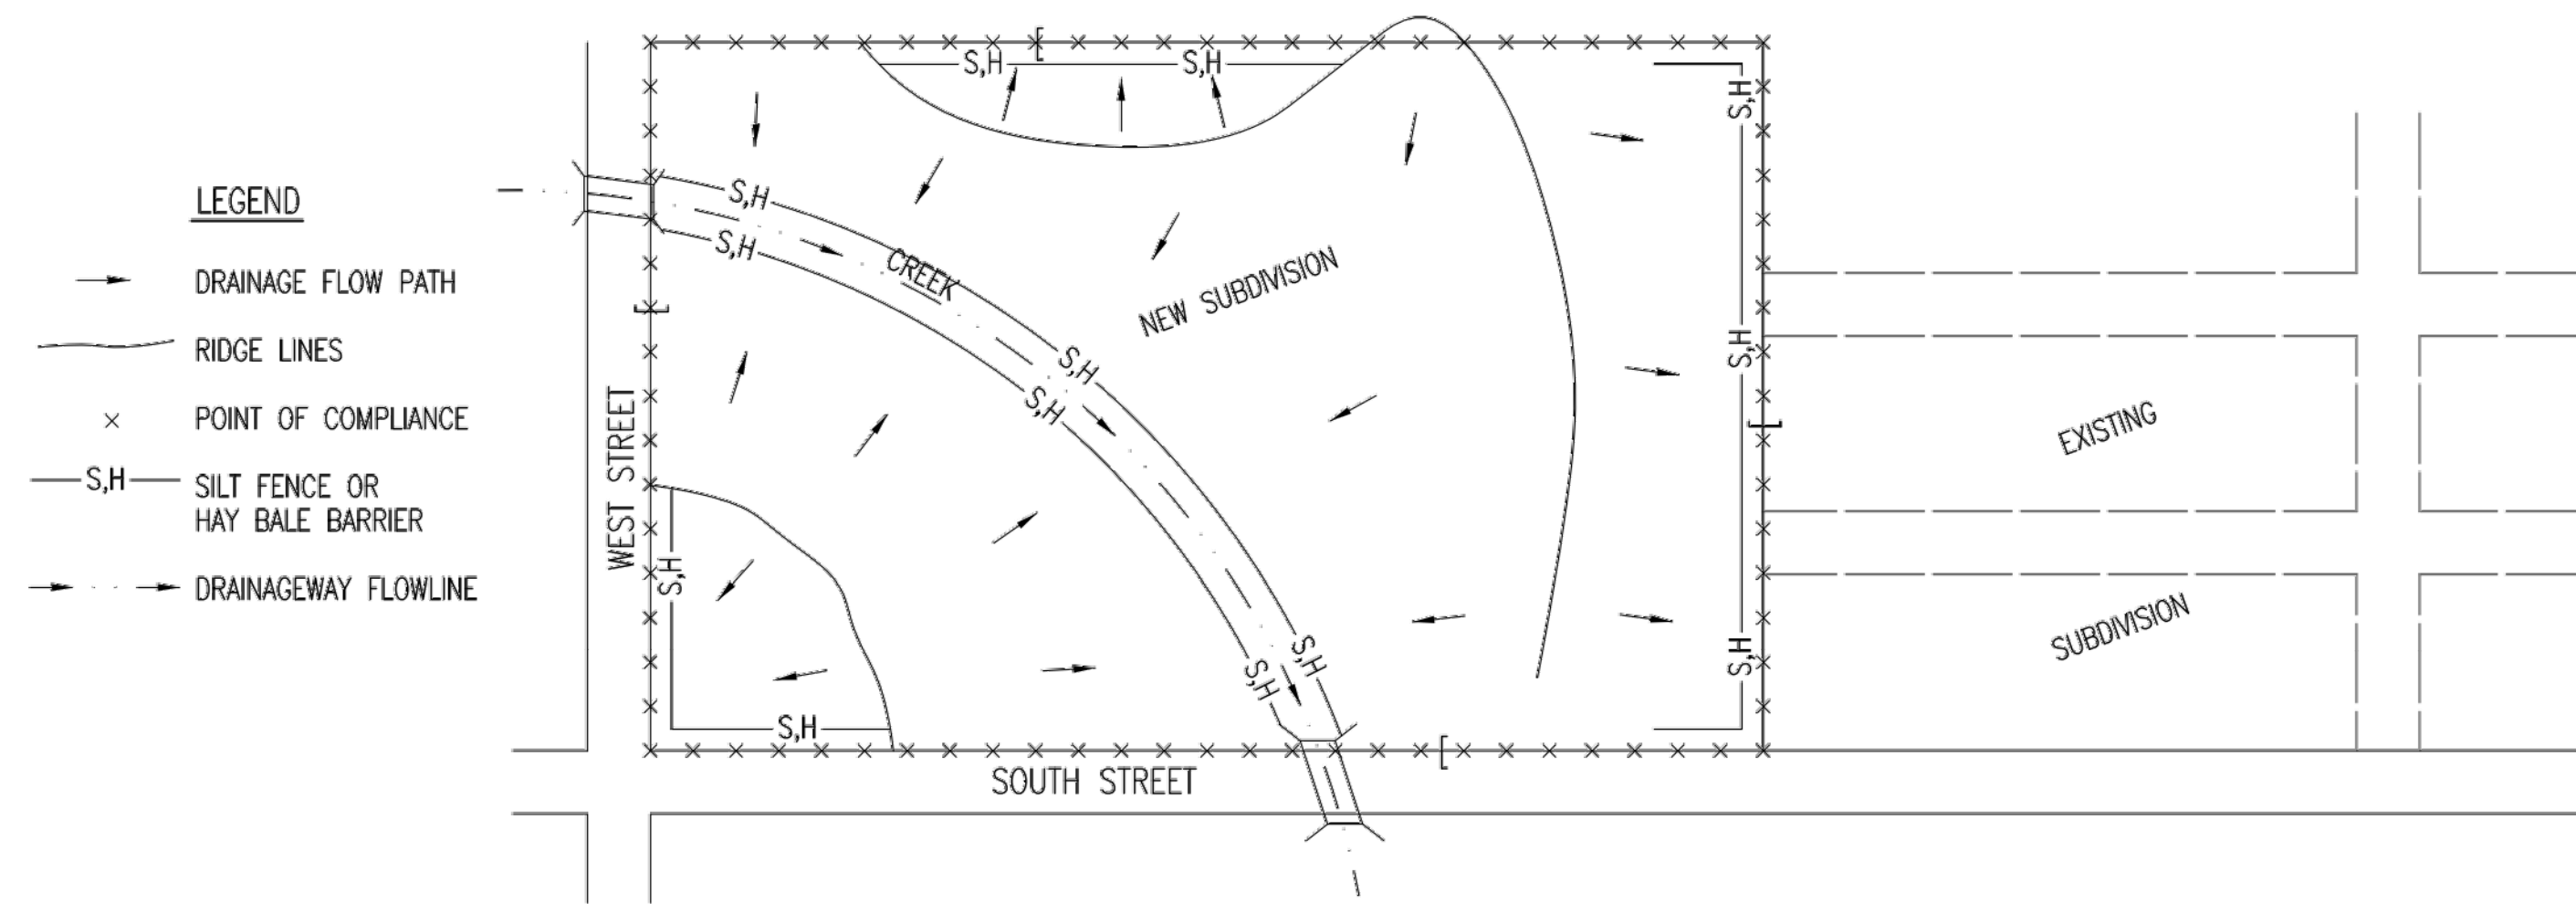 LEGEND
DRAINAGE FLOW PATH
RIDGE LINES
× POINT OF COMPLIANCE
S,H SILT FENCE OR
HAY BALE BARRIER
DRAINAGEWAY FLOWLINE
S,H
S,H
S,H
S,H
S,H
CREEK
NEW SUBDIVISION
S,H
S,H
S,H
WEST STREET
S,H
S,H
S,H
S,H
S,H
S,H
SOUTH STREET
EXISTING
SUBDIVISION